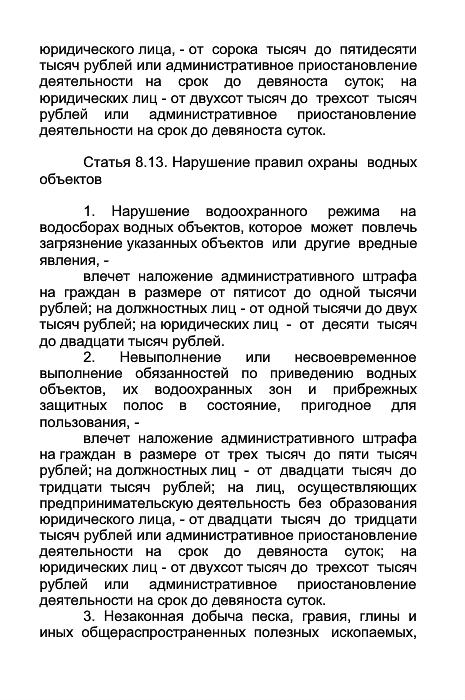 юридического лица, - от сорока тысяч до пятидесяти
тысяч рублей или административное приостановление
деятельности на срок до девяноста суток; на
юридических лиц - от двухсот тысяч до трехсот тысяч
рублей или административное приостановление
деятельности на срок до девяноста суток.
Статья 8.13. Нарушение правил охраны водных
объектов
1. Нарушение водоохранного режима на
водосборах водных объектов, которое может повлечь
загрязнение указанных объектов или другие вредные
явления, -
влечет наложение административного штрафа
на граждан в размере от пятисот до одной тысячи
рублей; на должностных лиц - от одной тысячи до двух
тысяч рублей; на юридических лиц - от десяти тысяч
до двадцати тысяч рублей.
2. Невыполнение или несвоевременное
выполнение обязанностей по приведению водных
объектов, их водоохранных зон и прибрежных
защитных полос в состояние, пригодное для
пользования, -
влечет наложение административного штрафа
на граждан в размере от трех тысяч до пяти тысяч
рублей; на должностных лиц - от двадцати тысяч до
тридцати тысяч рублей; на лиц, осуществляющих
предпринимательскую деятельность без образования
юридического лица, - от двадцати тысяч до тридцати
тысяч рублей или административное приостановление
деятельности на срок до девяноста суток; на
юридических лиц - от двухсот тысяч до трехсот тысяч
рублей или административное приостановление
деятельности на срок до девяноста суток.
3. Незаконная добыча песка, гравия, глины и
иных общераспространенных полезных ископаемых,